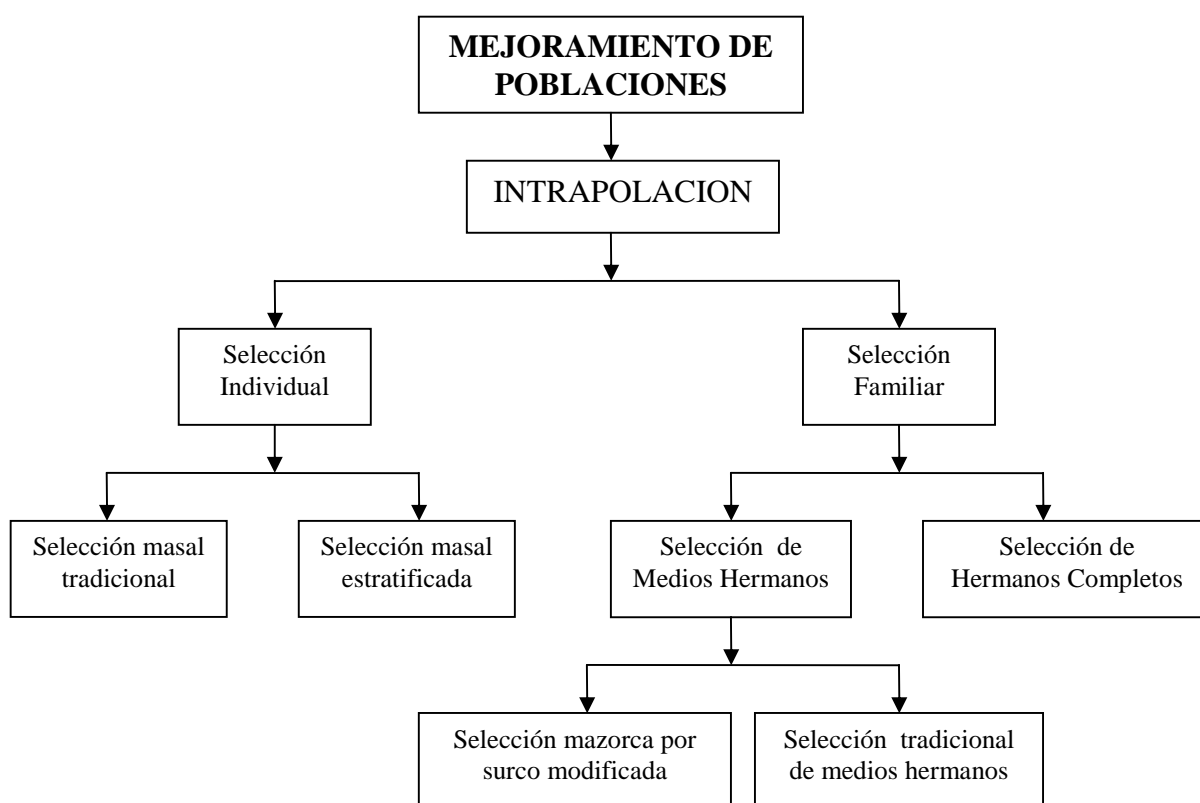 MEJORAMIENTO DE
POBLACIONES
INTRAPOLACION
Selección
Individual
Selección
Familiar
Selección masal
tradicional
Selección masal
estratificada
Selección de
Medios Hermanos
Selección de
Hermanos Completos
Selección mazorca por
surco modificada
Selección tradicional
de medios hermanos